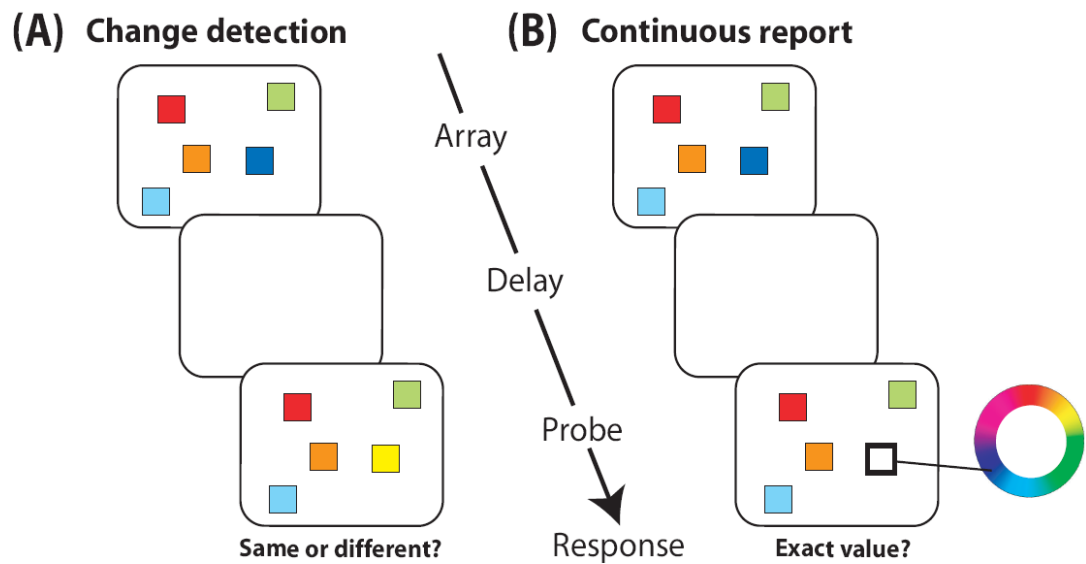 (A) Change detection
(B) Continuous report
Array
Delay
Probe
Response
Same or different?
Exact value?